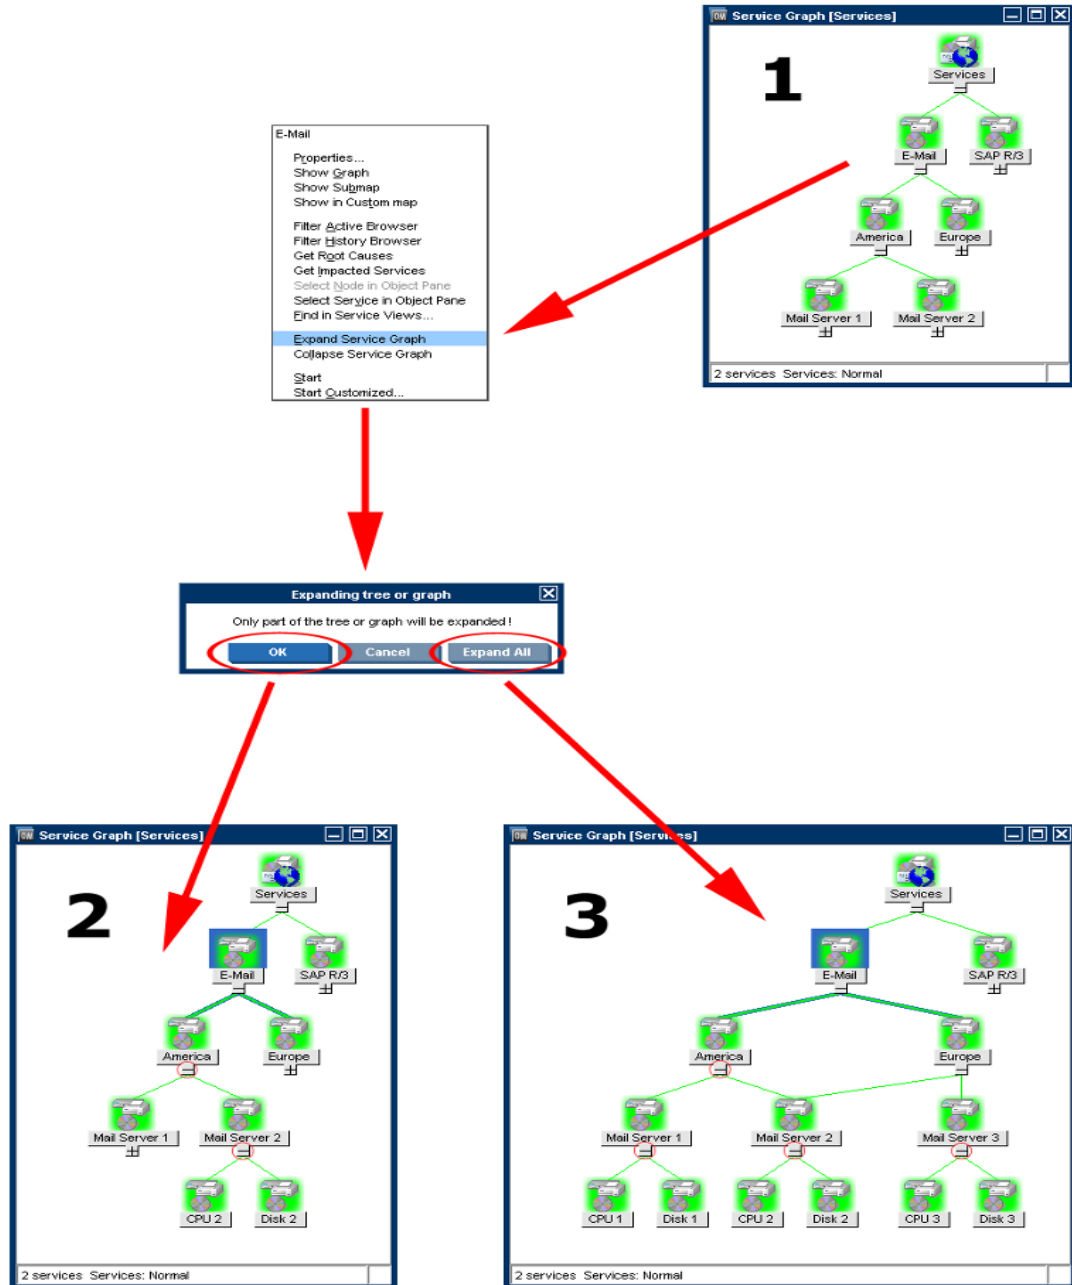 Service Graph [Services]
1
Services
E-Mail
SAP R/3
America
Europe
Mail Server 1
Mail Server 2
2 services Services: Normal
E-Mail
Properties...
Show Graph
Show Submap
Show in Custom map
Filter Active Browser
Filter History Browser
Get Root Causes
Get Impacted Services
Select Node in Object Pane
Select Service in Object Pane
Find in Service Views...
Expand Service Graph
Collapse Service Graph
Start
Start Customized...
Expanding tree or graph
Only part of the tree or graph will be expanded !
OK Cancel Expand All
Service Graph [Services]
2
Services
E-Mail SAP R/3
America Europe
Mail Server 1 Mail Server 2
CPU 2 Disk 2
2 services Services: Normal
Service Graph [Services]
3
Services
E-Mail SAP R/3
America Europe
Mail Server 1 Mail Server 2 Mail Server 3
CPU 1 Disk 1 CPU 2 Disk 2 CPU 3 Disk 3
2 services Services: Normal